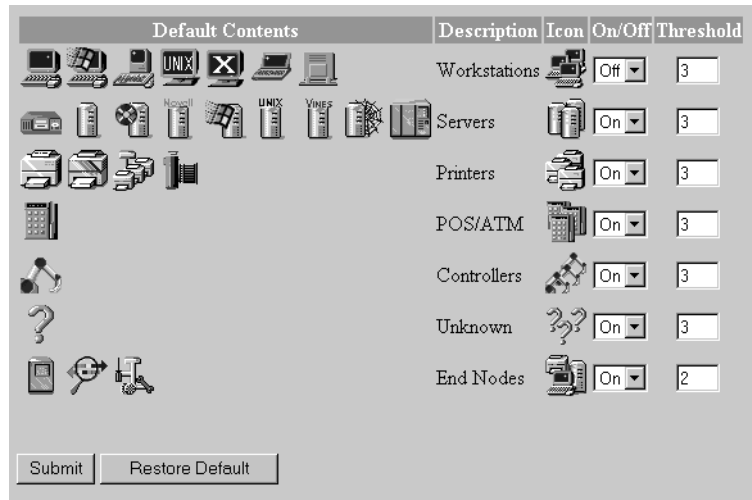 Default Contents Description Icon On/Off Threshold
UNIX X Workstations Off 3
Novell UNIX VINES Servers On 3
Printers On 3
POS/ATM On 3
Controllers On 3
? Unknown ??? On 3
End Nodes On 2
Submit Restore Default